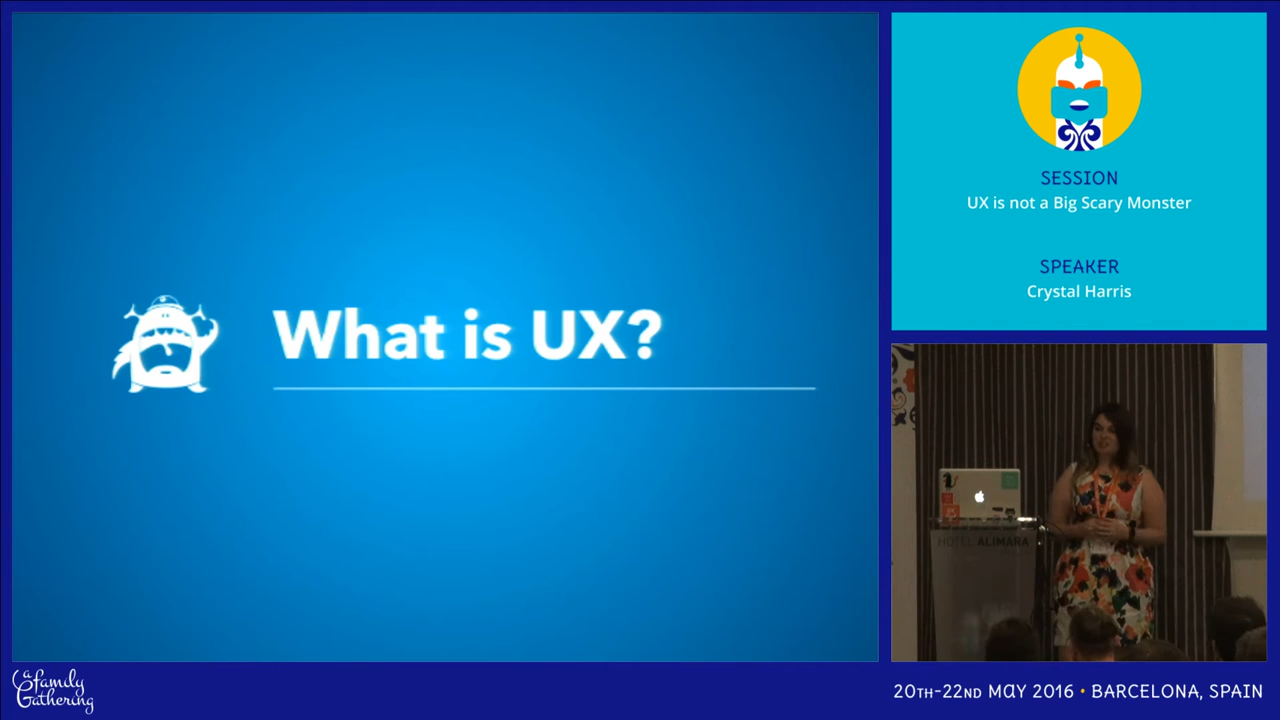 What is UX?
SESSION
UX is not a Big Scary Monster
SPEAKER
Crystal Harris
HOTEL ALIMARA
a family
Gathering
20TH-22ND MAY 2016 • BARCELONA, SPAIN